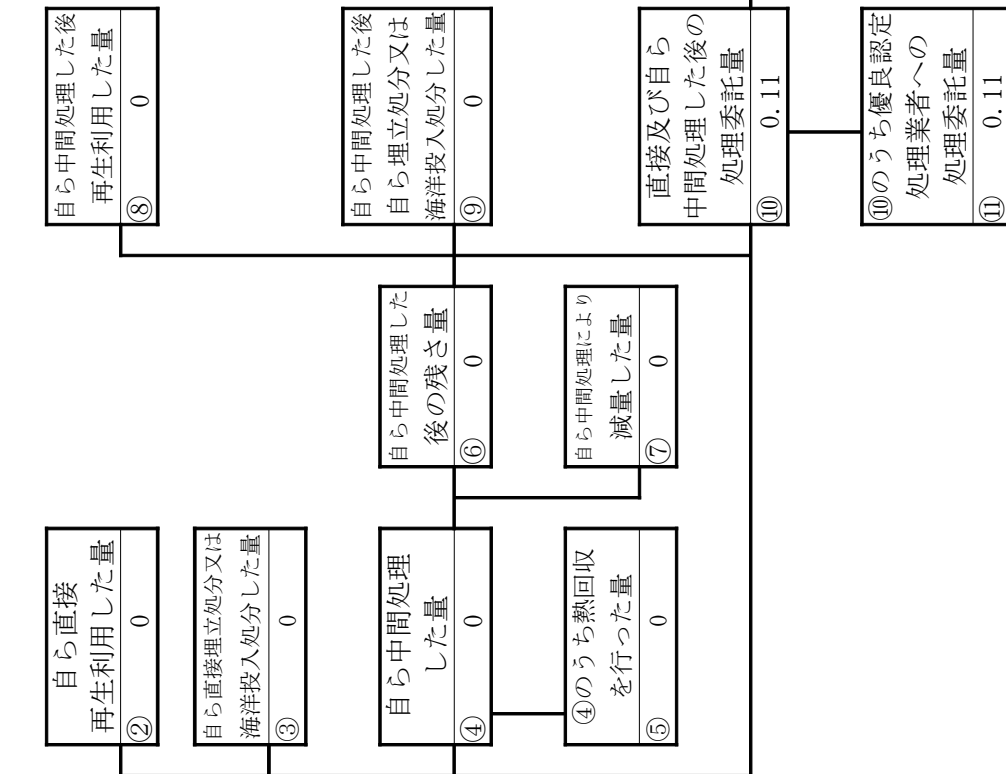 自ら直接
再生利用した量
② 0
自ら直接埋立処分又は
海洋投入処分した量
③ 0
自ら中間処理
した量
④ 0
④のうち熱回収
を行った量
⑤ 0
自ら中間処理した
後の残さ量
⑥ 0
自ら中間処理により
減量した量
⑦ 0
自ら中間処理した後
再生利用した量
⑧ 0
自ら中間処理した後
自ら埋立処分又は
海洋投入処分した量
⑨ 0
直接及び自ら
中間処理した後の
処理委託量
⑩ 0.11
⑩のうち優良認定
処理業者への
処理委託量
⑪ 0.11